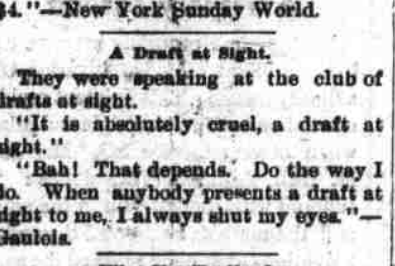 $4."—New York Sunday World.
A Draft at Sight.
They were speaking at the club of
drafts at sight.
"It is absolutely cruel, a draft at
sight."
"Bah! That depends. Do the way I
do. When anybody presents a draft at
sight to me, I always shut my eyes."—
Gaulois.